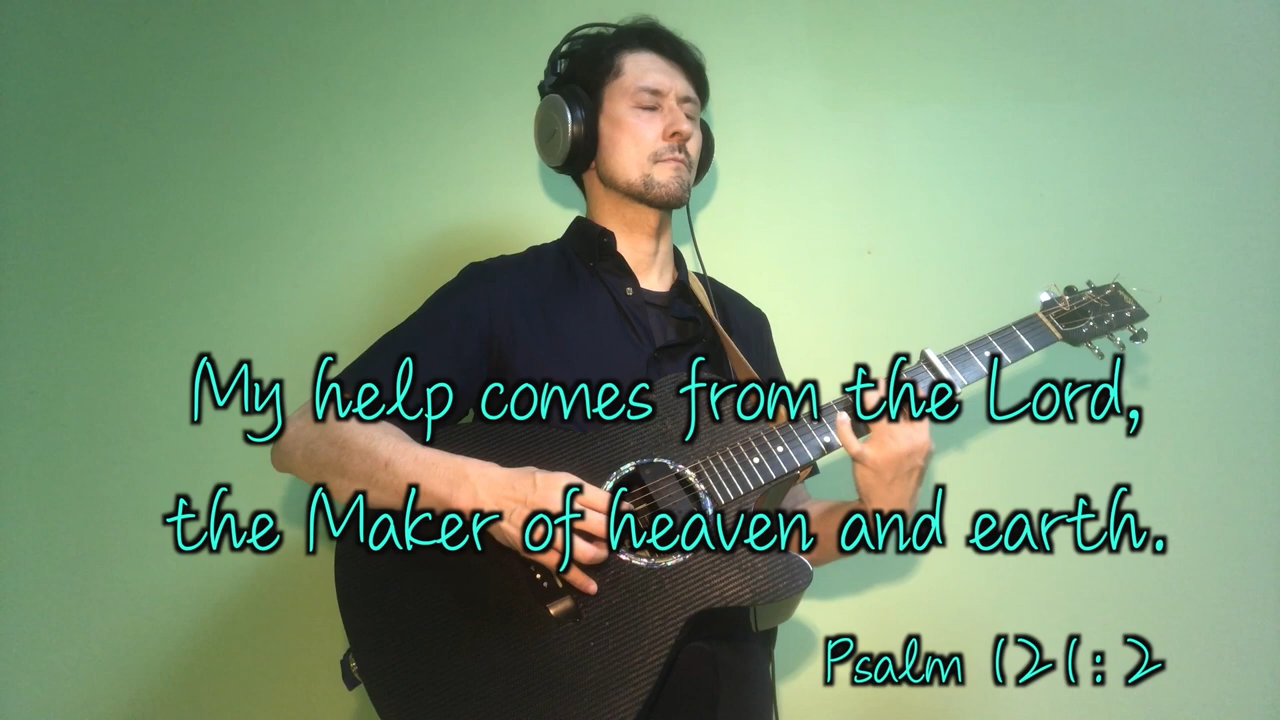 My help comes from the Lord,
the Maker of heaven and earth.
Psalm 121:2